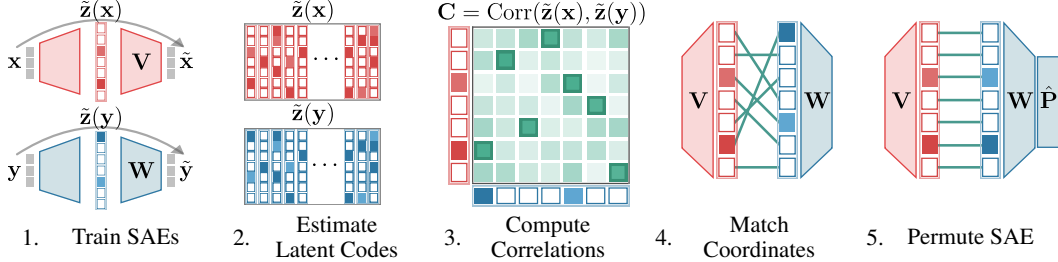 z̃(x)
x
V
x̃
z̃(y)
y
W
ỹ
1. Train SAEs
z̃(x)
· · ·
z̃(y)
· · ·
2. Estimate
Latent Codes
C = Corr(z̃(x), z̃(y))
3. Compute
Correlations
V
W
4. Match
Coordinates
V
W
P̂
5. Permute SAE